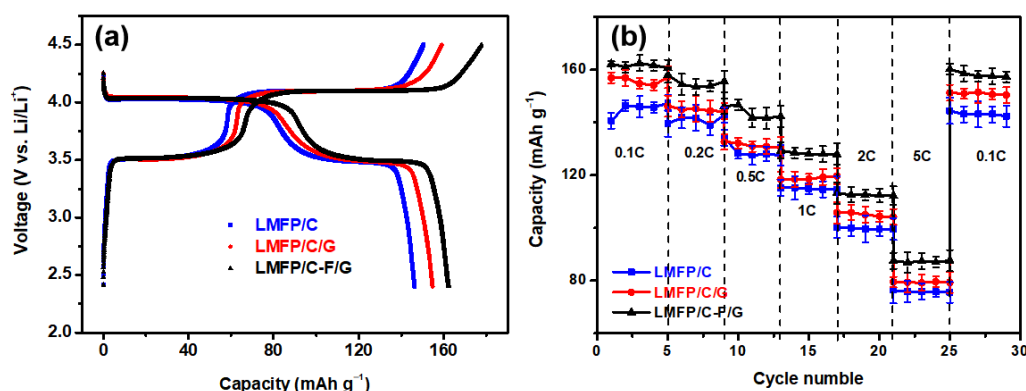 (a)
4.5
4.0
3.5
3.0
2.5
2.0
Voltage (V vs. Li/Li⁺)
LMFP/C
LMFP/C/G
LMFP/C-F/G
0 40 80 120 160
Capacity (mAh g⁻¹)
(b)
160
120
80
Capacity (mAh g⁻¹)
0.1C
0.2C
0.5C
1C
2C
5C
0.1C
LMFP/C
LMFP/C/G
LMFP/C-F/G
0 5 10 15 20 25 30
Cycle numble